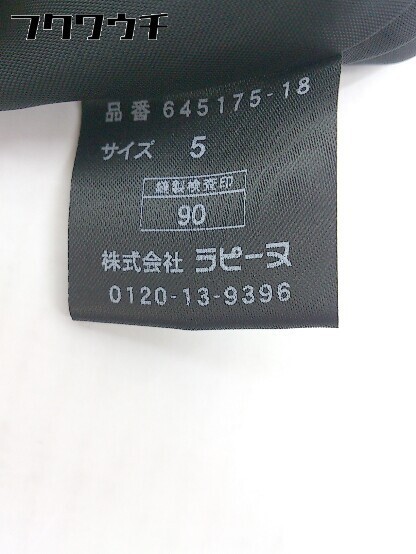 フクワウチ
品番 645175-18
サイズ 5
縫製検査印
90
株式会社 ラピーヌ
0120-13-9396